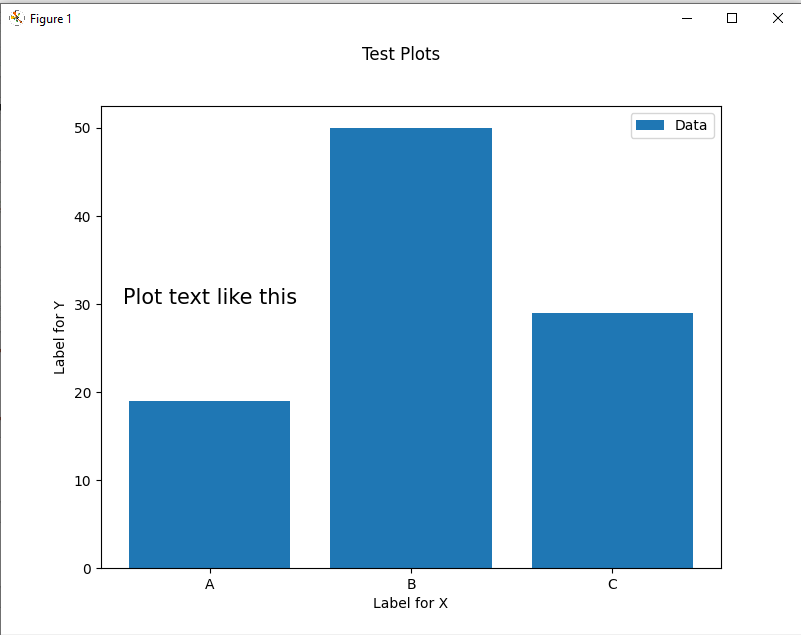 Figure 1
Test Plots
Data
50
40
30
20
10
0
Plot text like this
Label for Y
A B C
Label for X